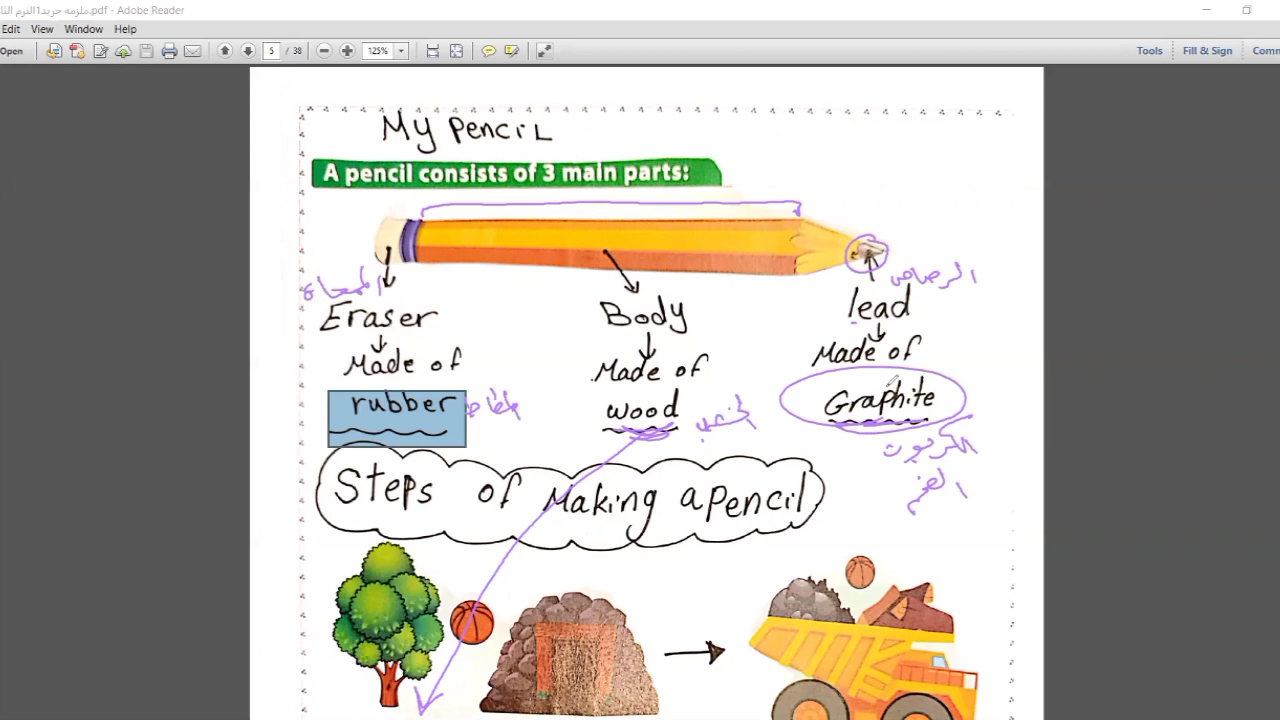 ملزمه جريد1الترم الثا.pdf - Adobe Reader
Edit View Window Help
Open 5 / 38 125% Tools Fill & Sign Comm
My pencil
A pencil consists of 3 main parts:
الممحاة الرصاص
Eraser Body lead
Made of Made of Made of
rubber مطاط wood الخشب Graphite
الكربون
الفحم
Steps of Making a pencil